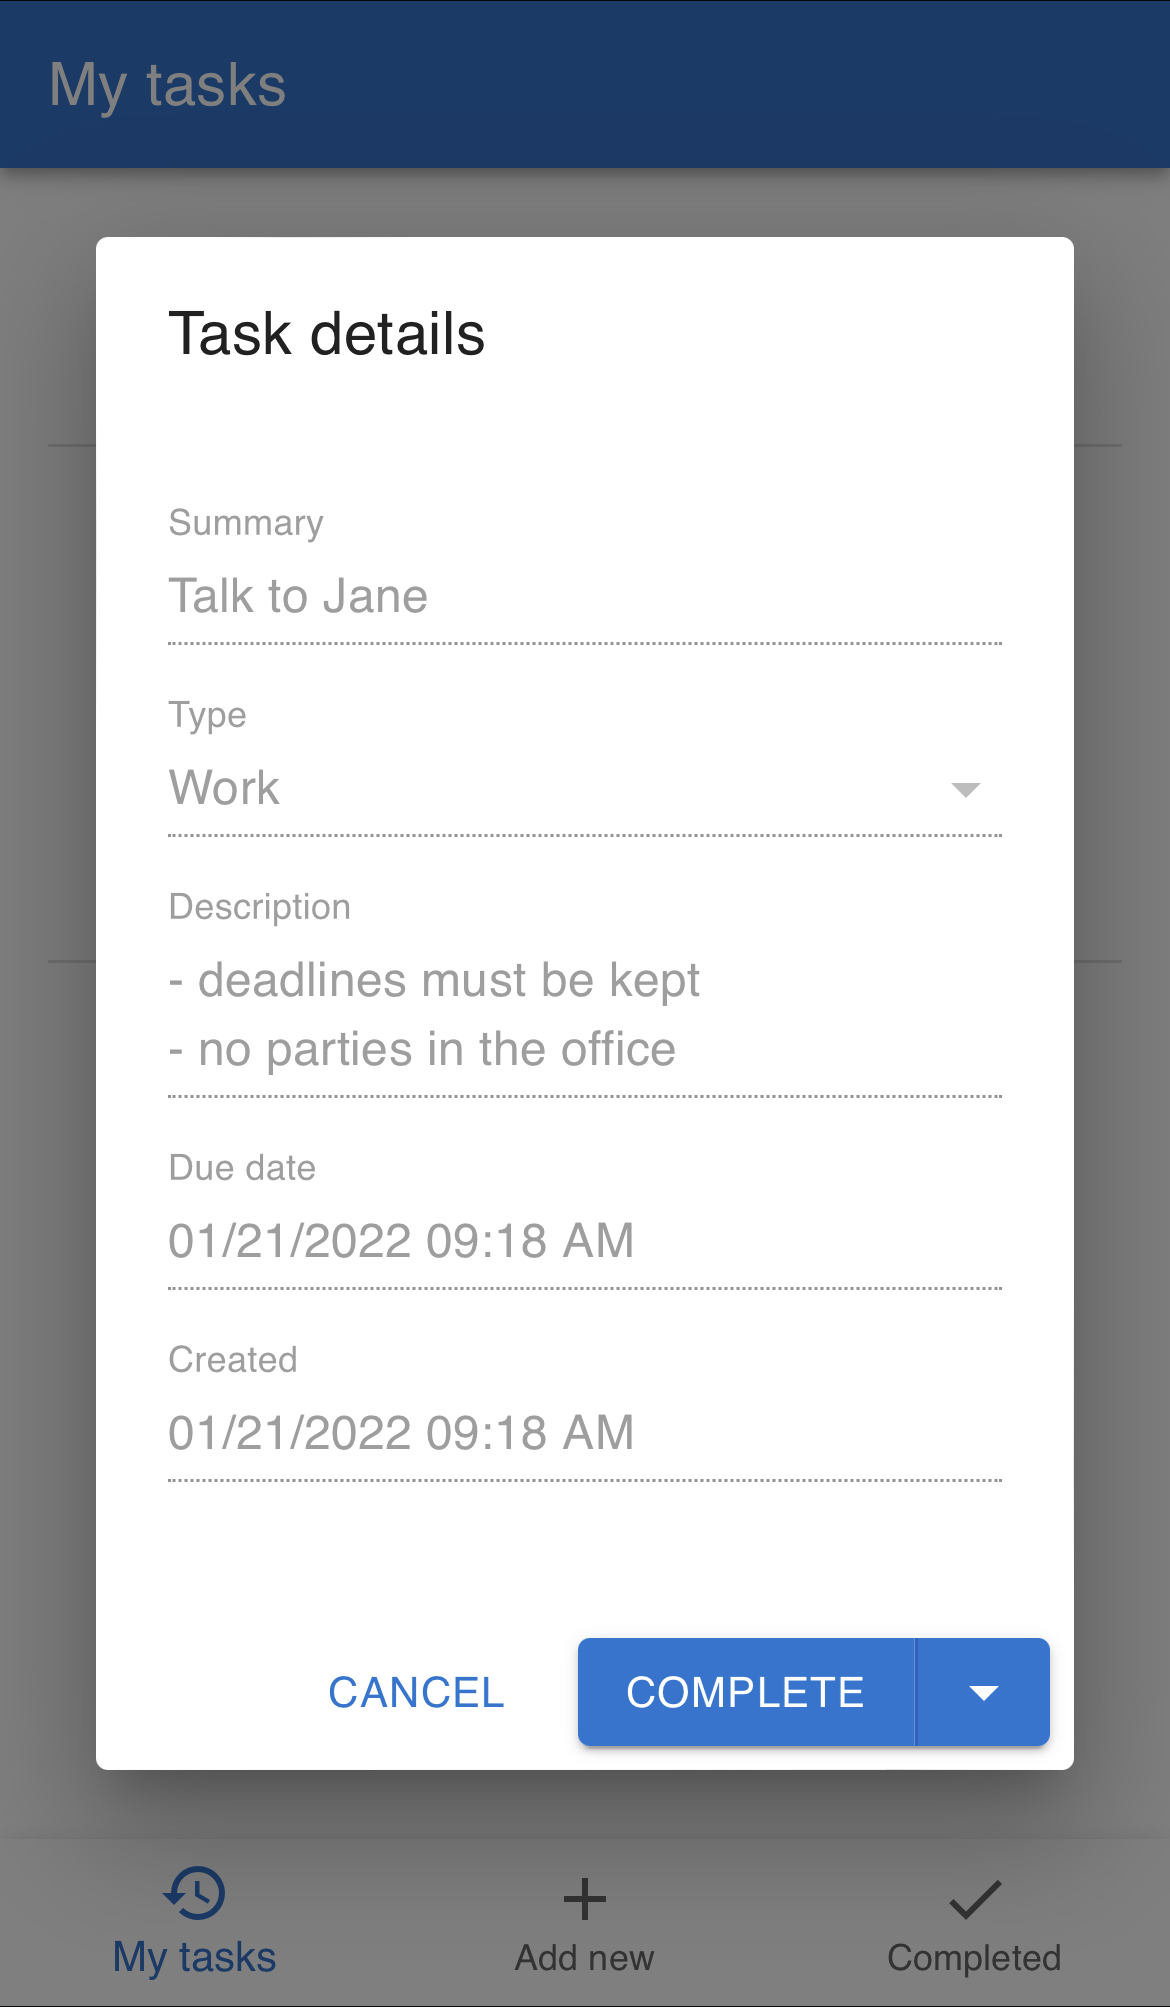 My tasks
Task details
Summary
Talk to Jane
Type
Work
Description
- deadlines must be kept
- no parties in the office
Due date
01/21/2022 09:18 AM
Created
01/21/2022 09:18 AM
CANCEL
COMPLETE
My tasks
Add new
Completed